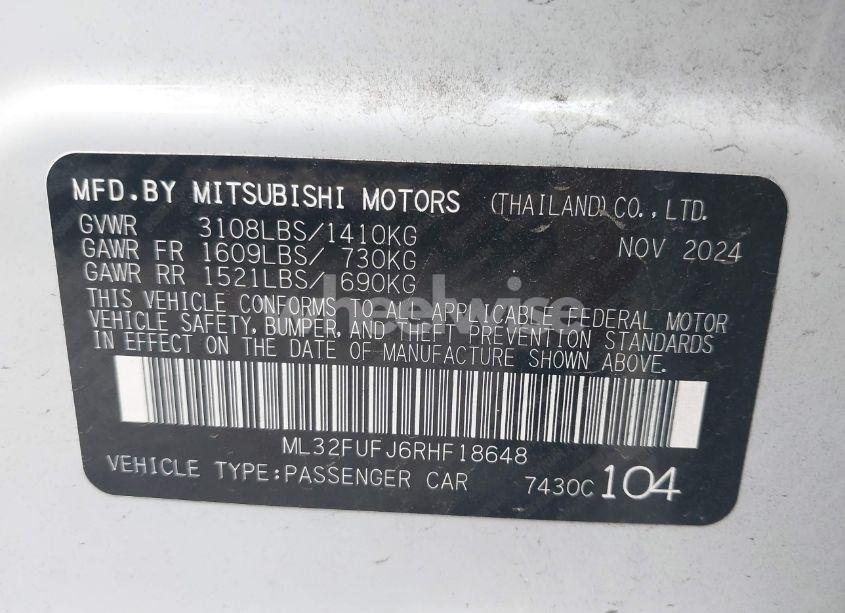 MFD.BY MITSUBISHI MOTORS (THAILAND) CO., LTD.
GVWR 3108LBS/1410KG NOV 2024
GAWR FR 1609LBS/ 730KG
GAWR RR 1521LBS/ 690KG
THIS VEHICLE CONFORMS TO ALL APPLICABLE FEDERAL MOTOR
VEHICLE SAFETY, BUMPER, AND THEFT PREVENTION STANDARDS
IN EFFECT ON THE DATE OF MANUFACTURE SHOWN ABOVE.
wheelwise
ML32FUFJ6RHF18648
VEHICLE TYPE:PASSENGER CAR 7430C 104